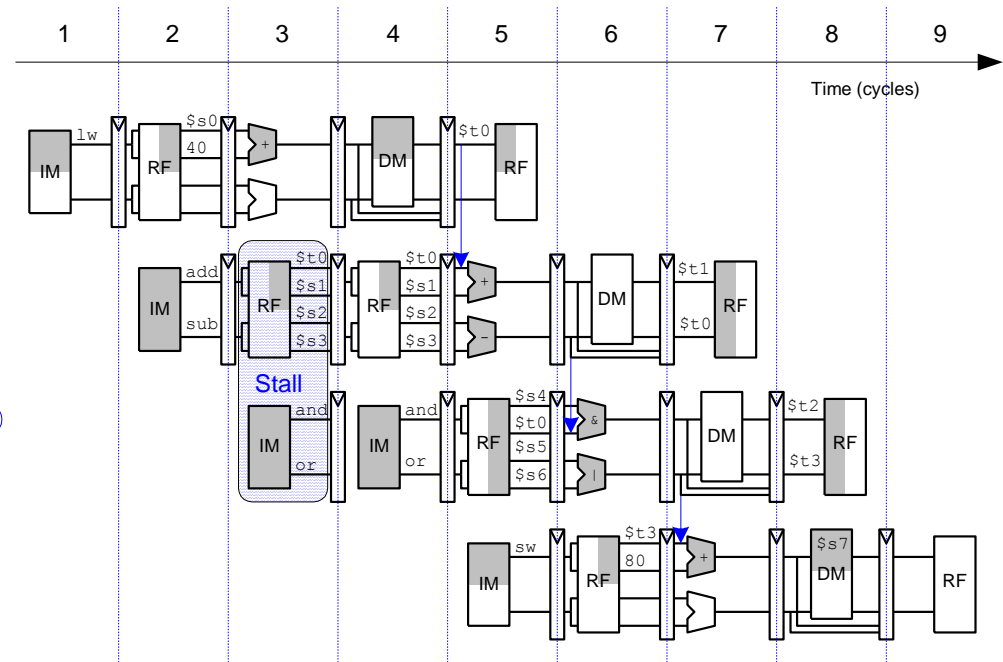 1 2 3 4 5 6 7 8 9
Time (cycles)
lw $s0 $t0
40 +
IM RF DM RF
add $t0 $t0 $t1
$s1 $s1 +
IM RF RF DM RF
sub $s2 $s2 $t0
$s3 $s3 -
Stall
and and $s4 $t2
$t0 &
IM IM RF DM RF
or or $s5 $t3
$s6 |
)
sw $t3 $s7
80 +
IM RF DM RF